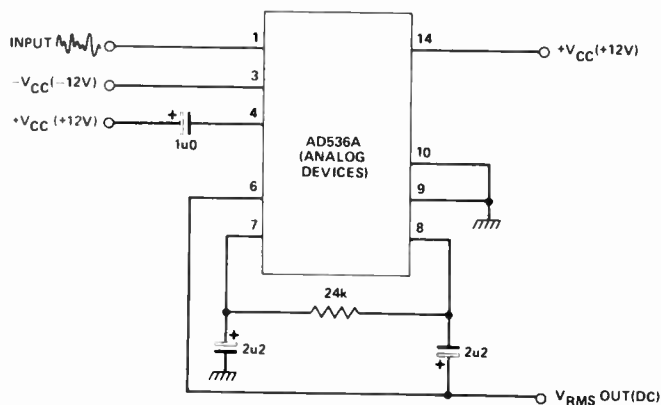 INPUT
1
14
+VCC (+12V)
−VCC (−12V)
3
+VCC (+12V)
+
4
1u0
AD536A
(ANALOG
DEVICES)
10
6
9
7
8
24k
+
2u2
2u2
+
VRMS OUT(DC)